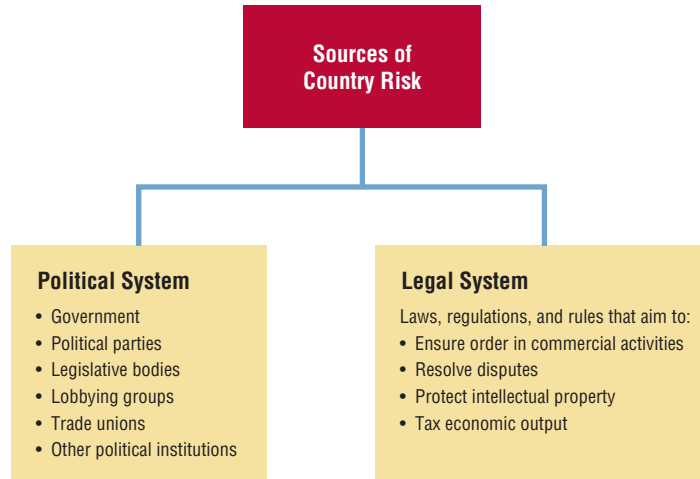 Sources of
Country Risk
Political System
• Government
• Political parties
• Legislative bodies
• Lobbying groups
• Trade unions
• Other political institutions
Legal System
Laws, regulations, and rules that aim to:
• Ensure order in commercial activities
• Resolve disputes
• Protect intellectual property
• Tax economic output